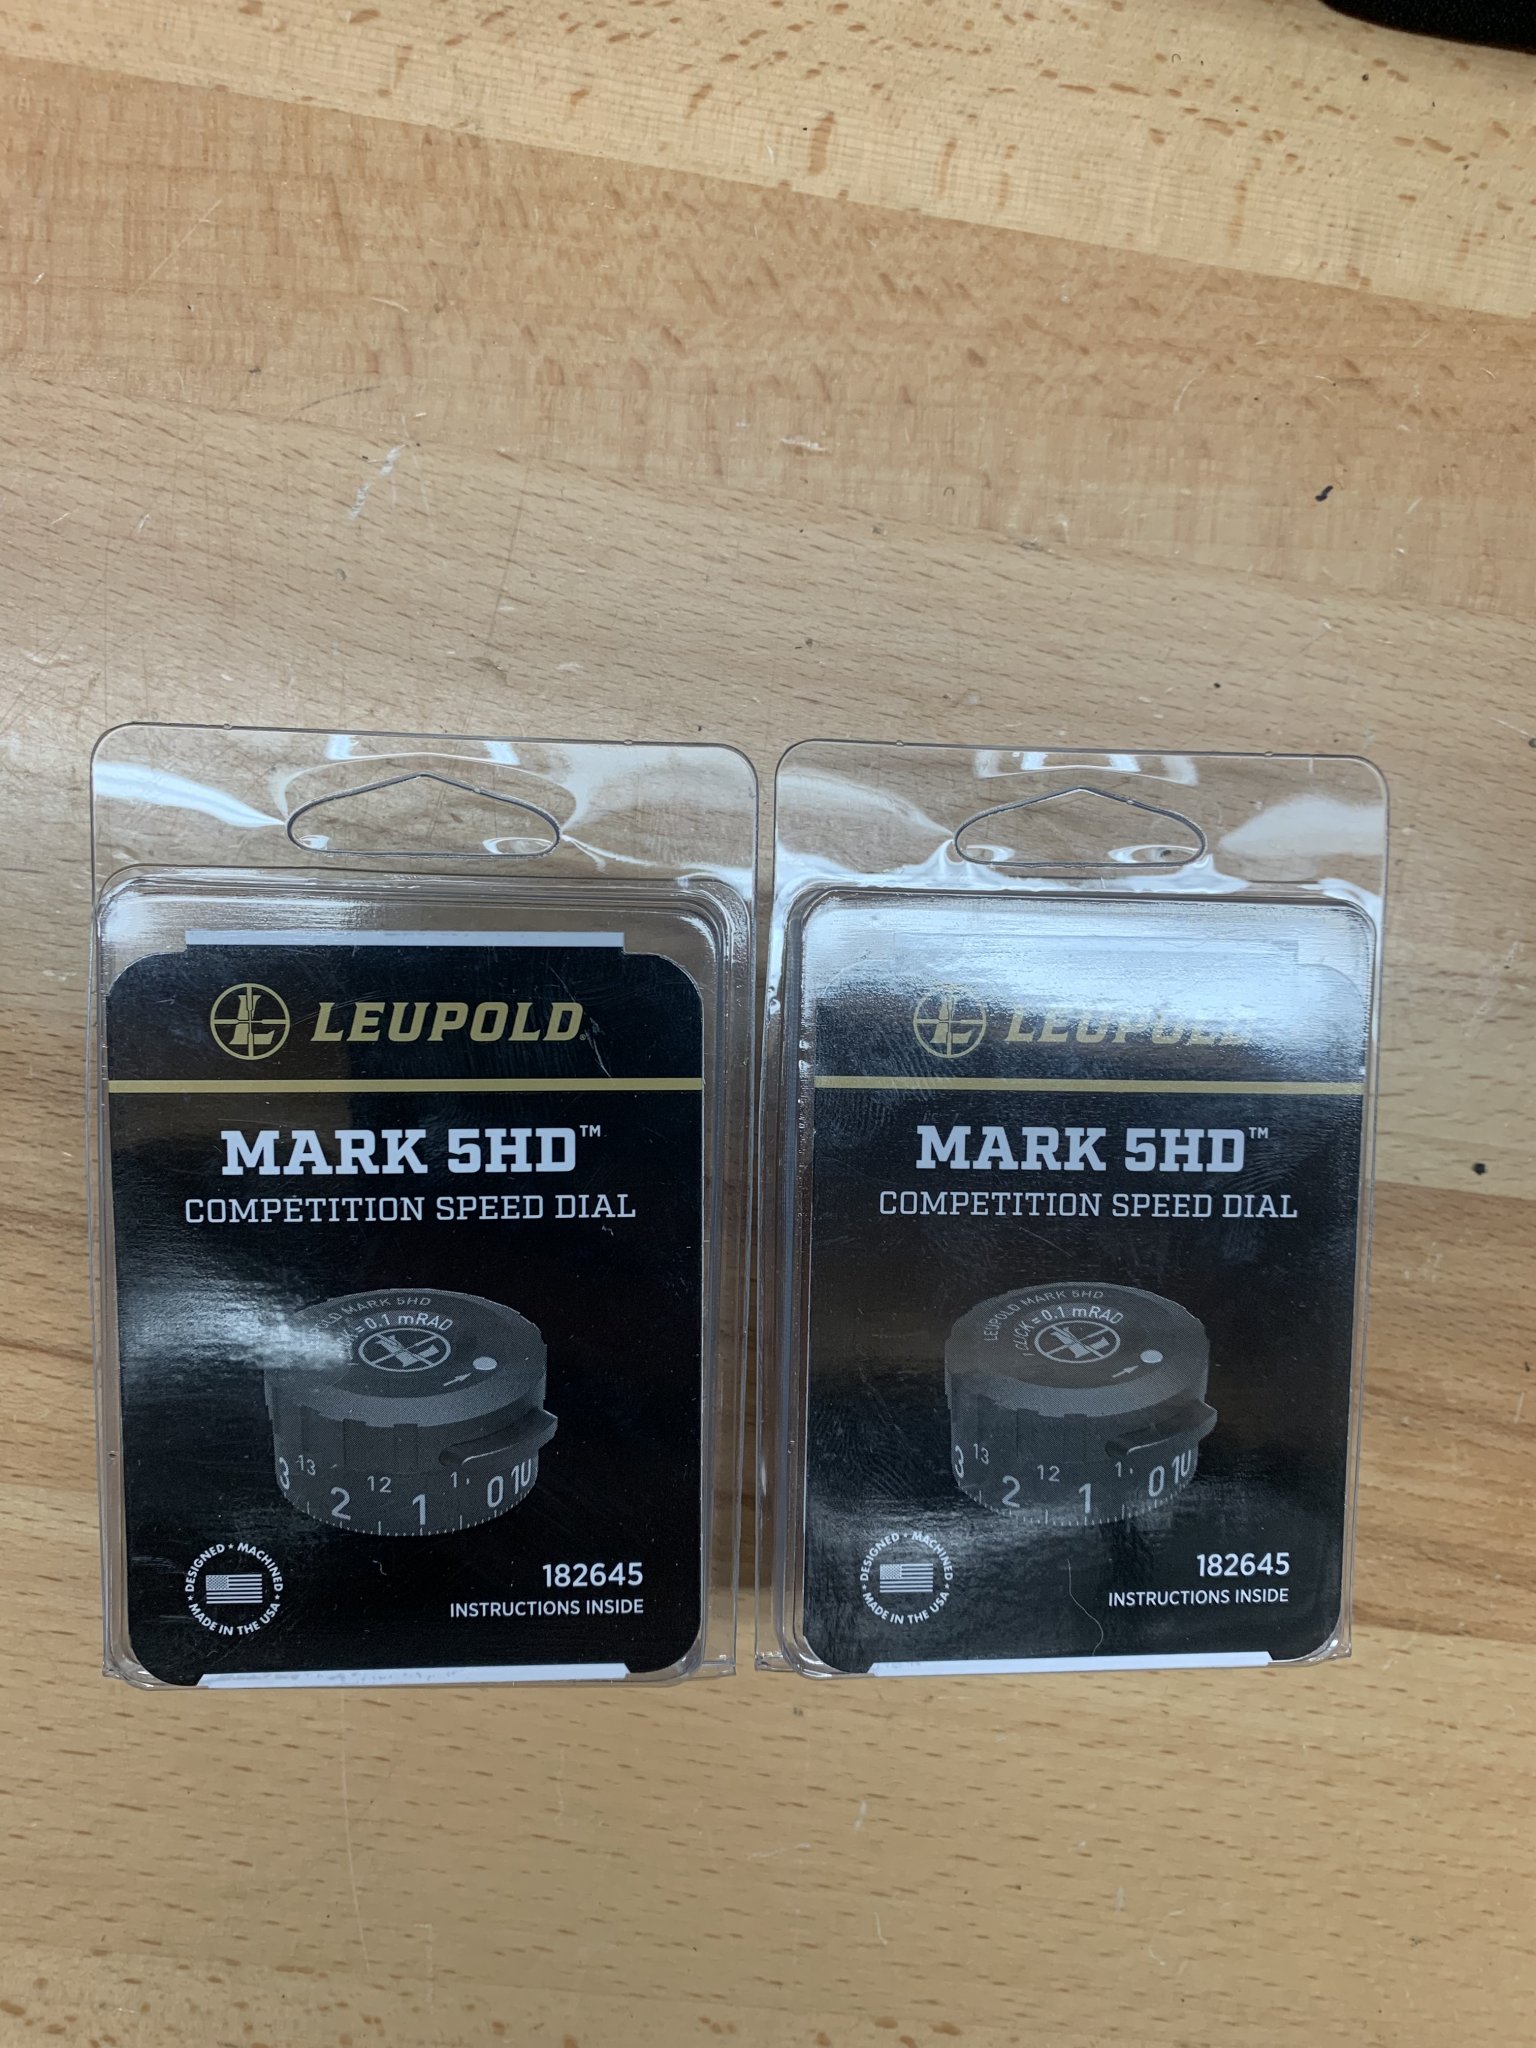 LEUPOLD
MARK 5HD™
COMPETITION SPEED DIAL
MARK 5HD
=0.1 mRAD
3 13 2 12 1 1 0 10
DESIGNED * MACHINED * MADE IN THE USA *
182645
INSTRUCTIONS INSIDE
LEUPOLD
MARK 5HD™
COMPETITION SPEED DIAL
LEUPOLD MARK 5HD
1 CLICK = 0.1 mRAD
3 13 2 12 1 1 0 10
DESIGNED * MACHINED * MADE IN THE USA *
182645
INSTRUCTIONS INSIDE